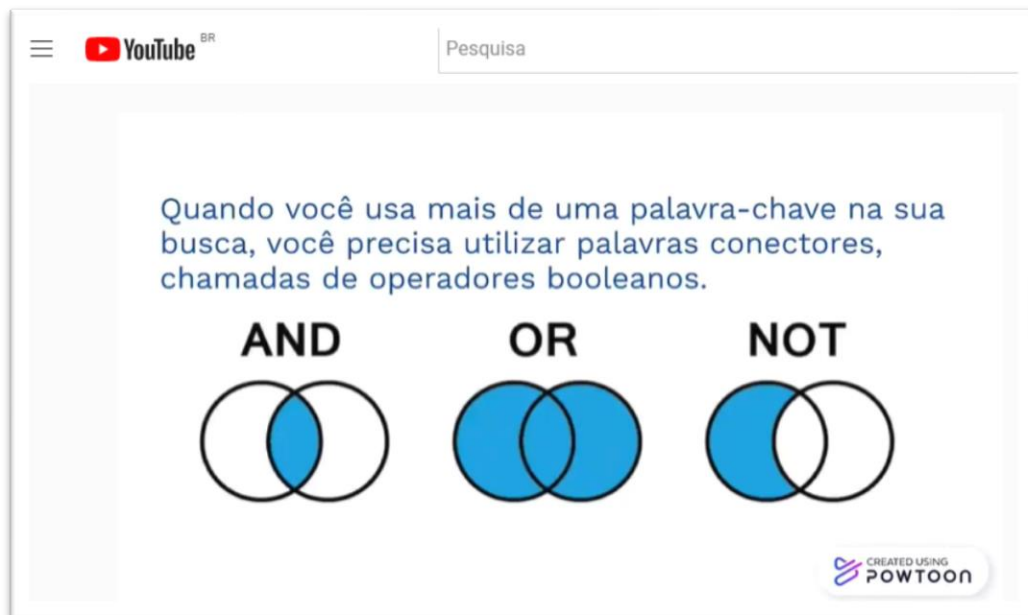 YouTube BR
Pesquisa
Quando você usa mais de uma palavra-chave na sua
busca, você precisa utilizar palavras conectores,
chamadas de operadores booleanos.
AND OR NOT
CREATED USING
POWTOON